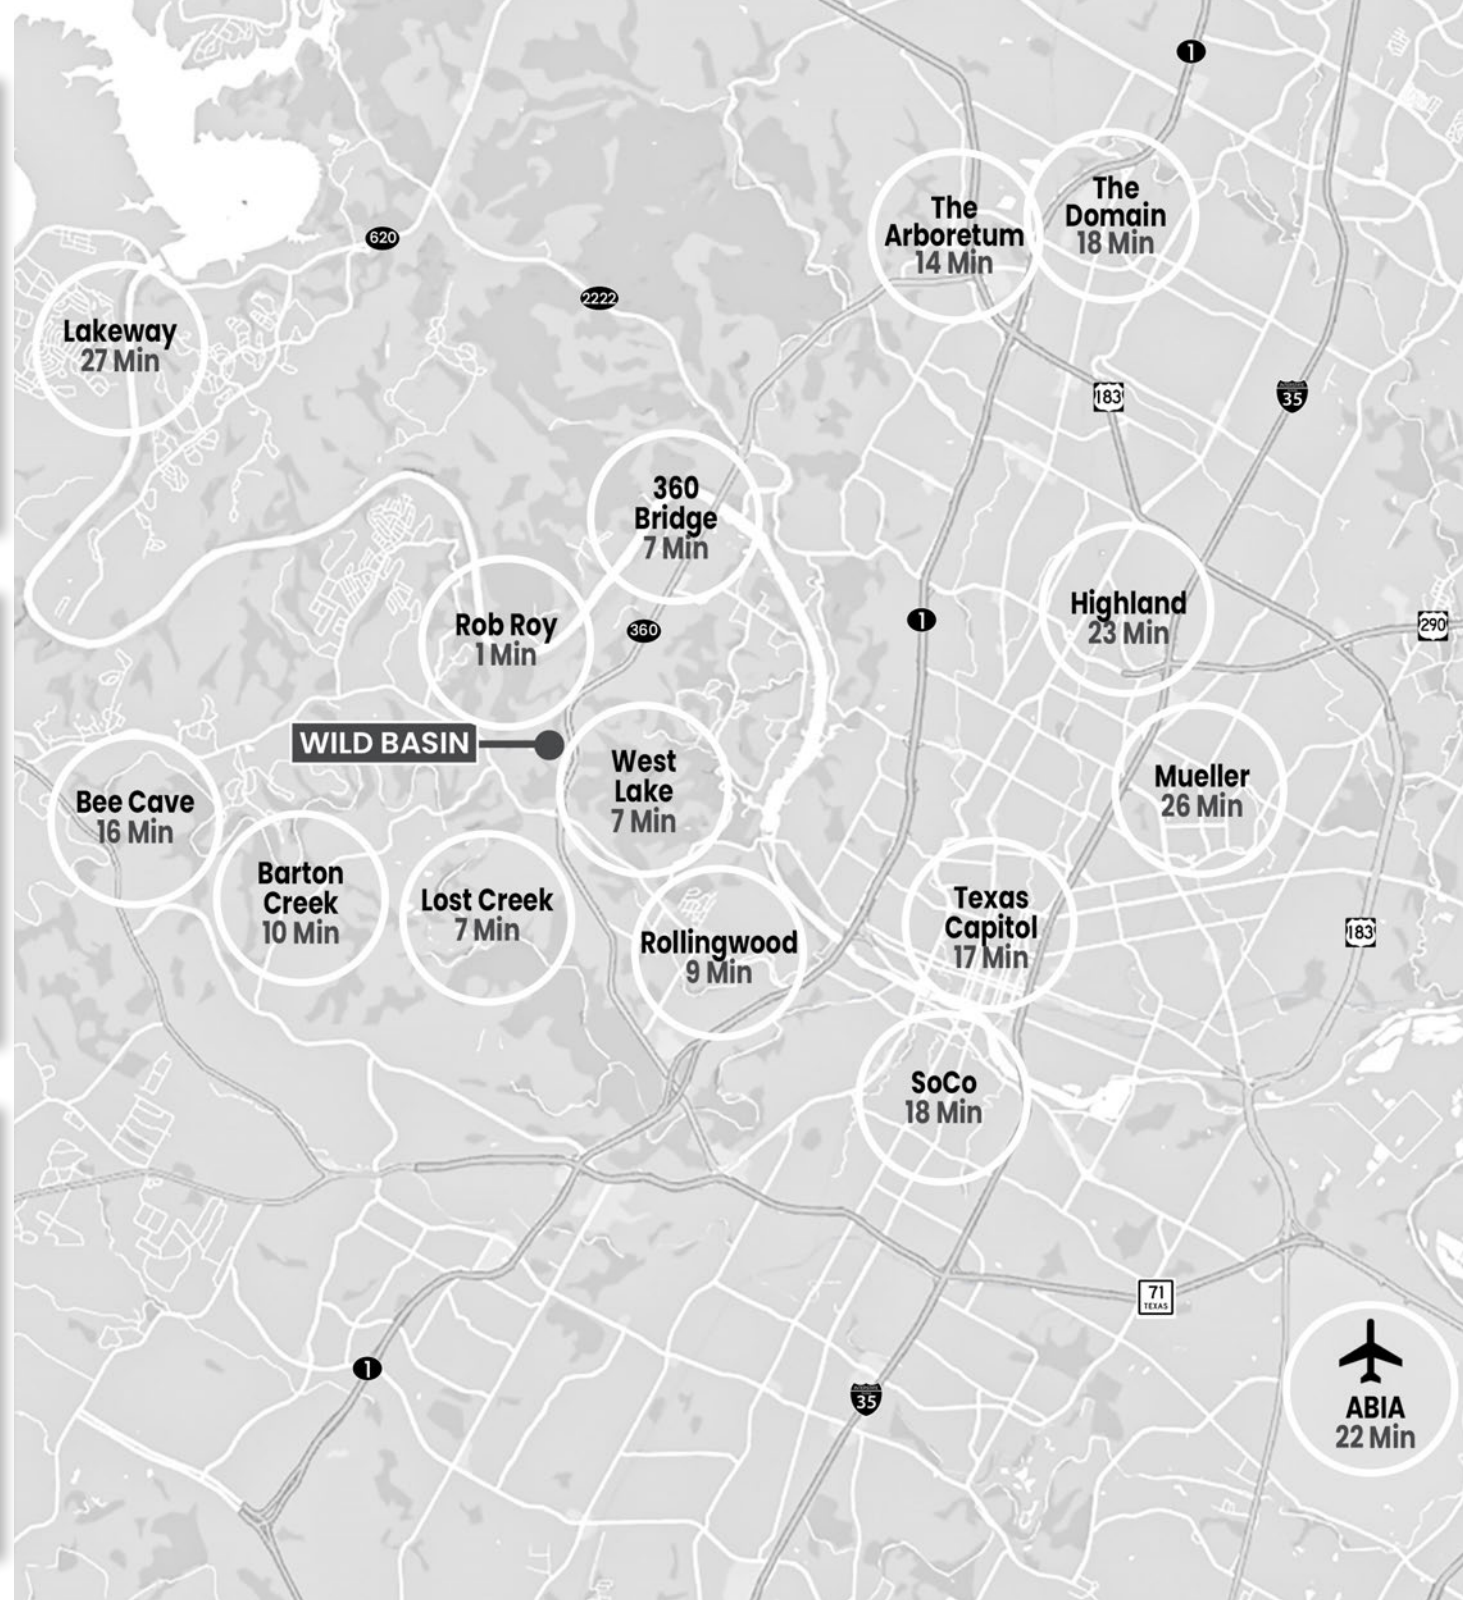 1
The
Domain
18 Min
The
Arboretum
14 Min
620
2222
Lakeway
27 Min
183
35
360
Bridge
7 Min
Rob Roy
1 Min
360
1
Highland
23 Min
290
WILD BASIN
West
Lake
7 Min
Mueller
26 Min
Bee Cave
16 Min
Barton
Creek
10 Min
Lost Creek
7 Min
Rollingwood
9 Min
Texas
Capitol
17 Min
183
SoCo
18 Min
71
TEXAS
1
35
ABIA
22 Min